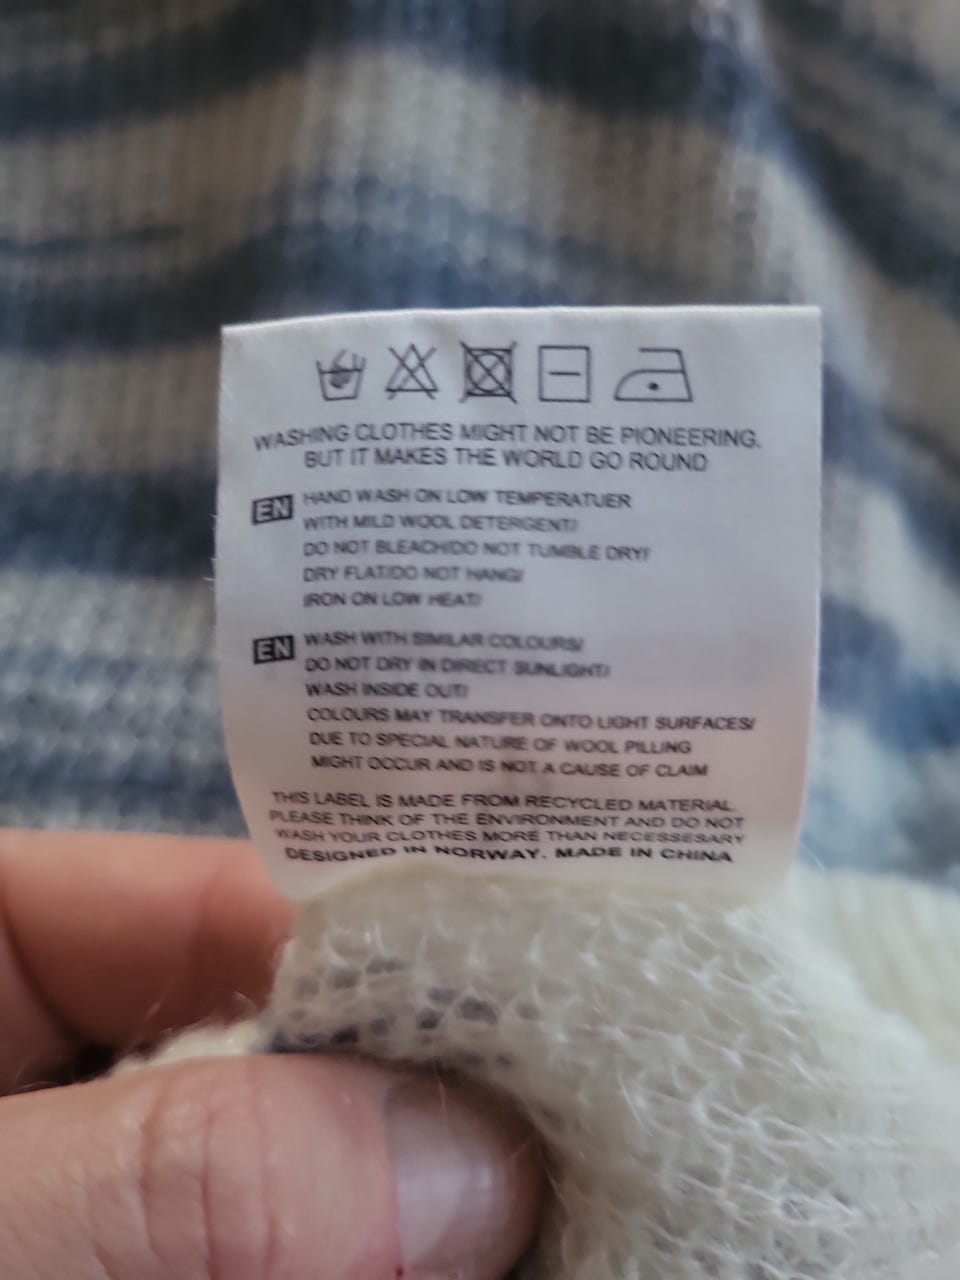 WASHING CLOTHES MIGHT NOT BE PIONEERING.
BUT IT MAKES THE WORLD GO ROUND
EN HAND WASH ON LOW TEMPERATUER
WITH MILD WOOL DETERGENT/
DO NOT BLEACH/DO NOT TUMBLE DRY/
DRY FLAT/DO NOT HANG/
IRON ON LOW HEAT/
EN WASH WITH SIMILAR COLOURS/
DO NOT DRY IN DIRECT SUNLIGHT/
WASH INSIDE OUT/
COLOURS MAY TRANSFER ONTO LIGHT SURFACES/
DUE TO SPECIAL NATURE OF WOOL PILLING
MIGHT OCCUR AND IS NOT A CAUSE OF CLAIM
THIS LABEL IS MADE FROM RECYCLED MATERIAL.
PLEASE THINK OF THE ENVIRONMENT AND DO NOT
WASH YOUR CLOTHES MORE THAN NECESSESARY
DESIGNED IN NORWAY. MADE IN CHINA